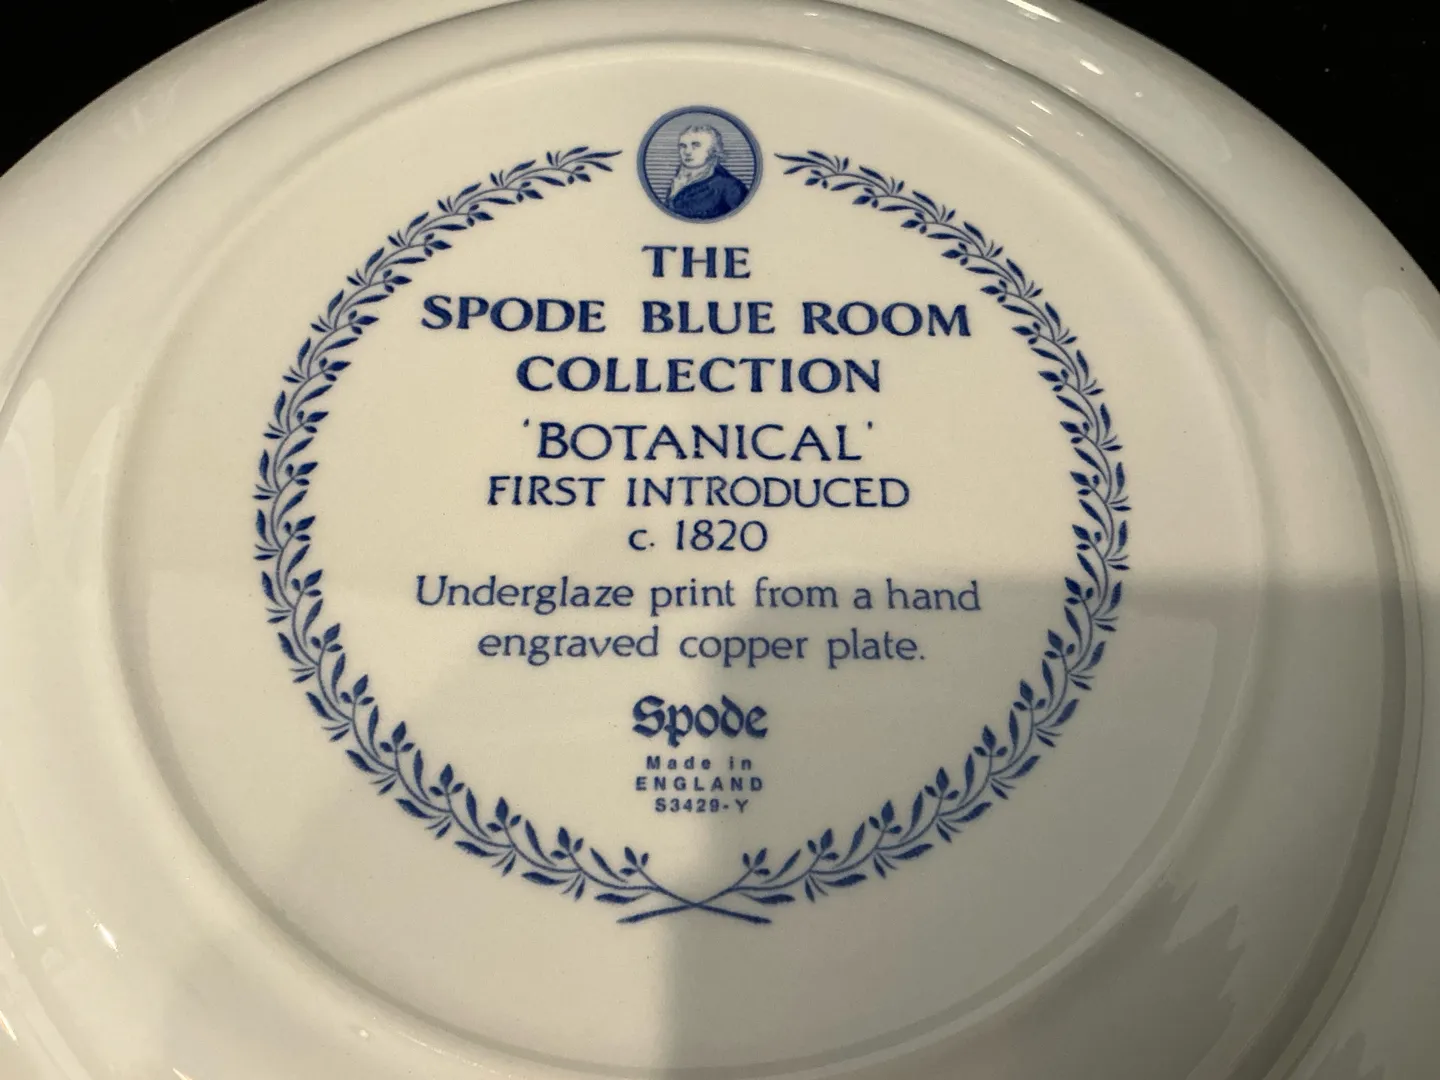 THE
SPODE BLUE ROOM
COLLECTION
'BOTANICAL'
FIRST INTRODUCED
c. 1820
Underglaze print from a hand
engraved copper plate.
Spode
Made in
ENGLAND
S3429-Y